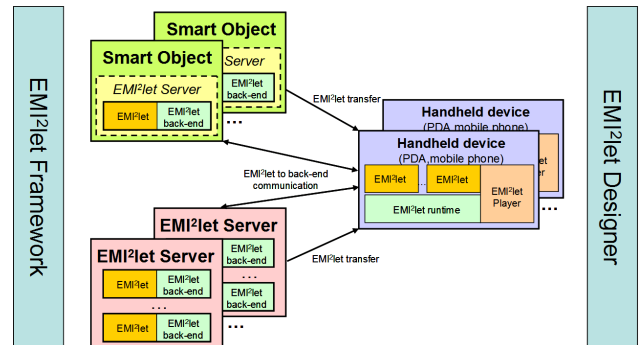 EMI²let Framework
Smart Object
Server
EMI²let
back-end
...
Smart Object
EMI²let Server
EMI²let
EMI²let
back-end
EMI²let transfer
EMI²let to back-end
communication
Handheld device
(PDA,mobile phone)
...
Handheld device
(PDA,mobile phone)
EMI²let
...
EMI²let
EMI²let
Player
EMI²let runtime
EMI²let Server
EMI²let
back-end
...
EMI²let
back-end
...
EMI²let Server
EMI²let
EMI²let
back-end
...
EMI²let
EMI²let
back-end
EMI²let transfer
EMI²let Designer